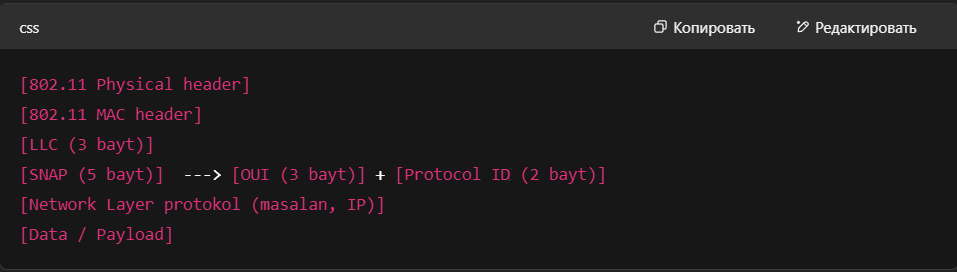 css
Копировать
Редактировать
[802.11 Physical header]
[802.11 MAC header]
[LLC (3 bayt)]
[SNAP (5 bayt)]  ---> [OUI (3 bayt)] + [Protocol ID (2 bayt)]
[Network Layer protokol (masalan, IP)]
[Data / Payload]